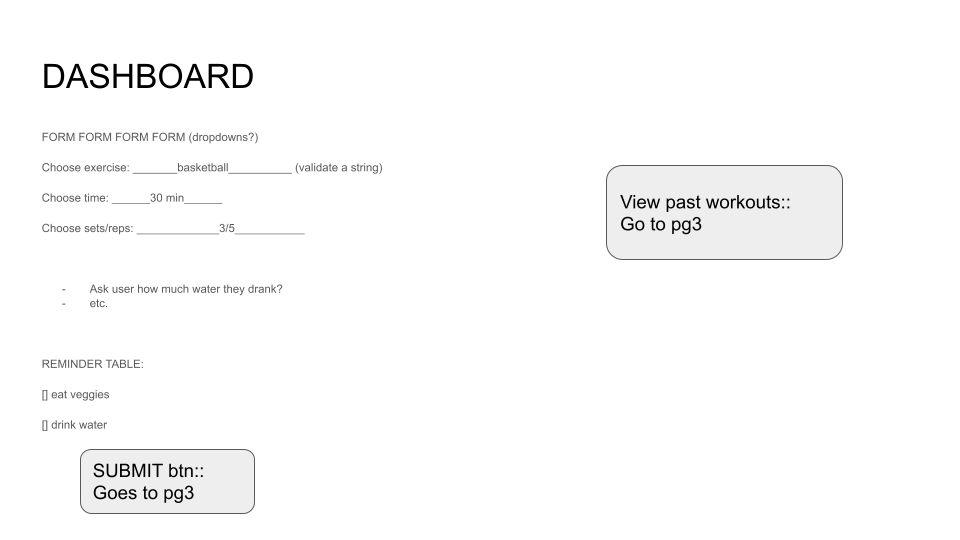 DASHBOARD
FORM FORM FORM FORM (dropdowns?)
Choose exercise: _______basketball__________ (validate a string)
Choose time: ______30 min______
Choose sets/reps: _____________3/5___________
- Ask user how much water they drank?
- etc.
REMINDER TABLE:
[] eat veggies
[] drink water
SUBMIT btn::
Goes to pg3
View past workouts::
Go to pg3